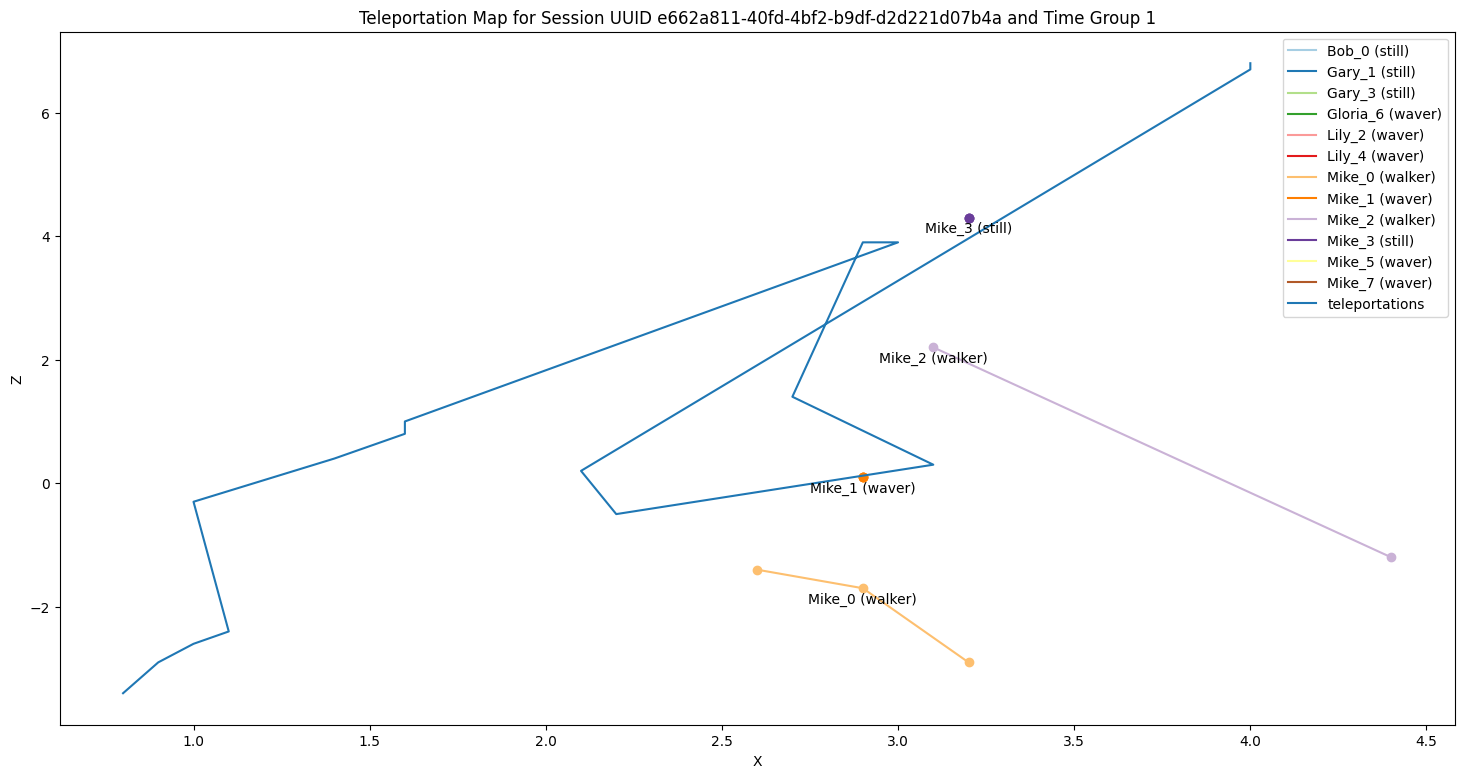 Teleportation Map for Session UUID e662a811-40fd-4bf2-b9df-d2d221d07b4a and Time Group 1
Bob_0 (still)
Gary_1 (still)
Gary_3 (still)
Gloria_6 (waver)
Lily_2 (waver)
Lily_4 (waver)
Mike_0 (walker)
Mike_1 (waver)
Mike_2 (walker)
Mike_3 (still)
Mike_5 (waver)
Mike_7 (waver)
teleportations
6
4
2
0
−2
Z
Mike_3 (still)
Mike_2 (walker)
Mike_1 (waver)
Mike_0 (walker)
1.0 1.5 2.0 2.5 3.0 3.5 4.0 4.5
X